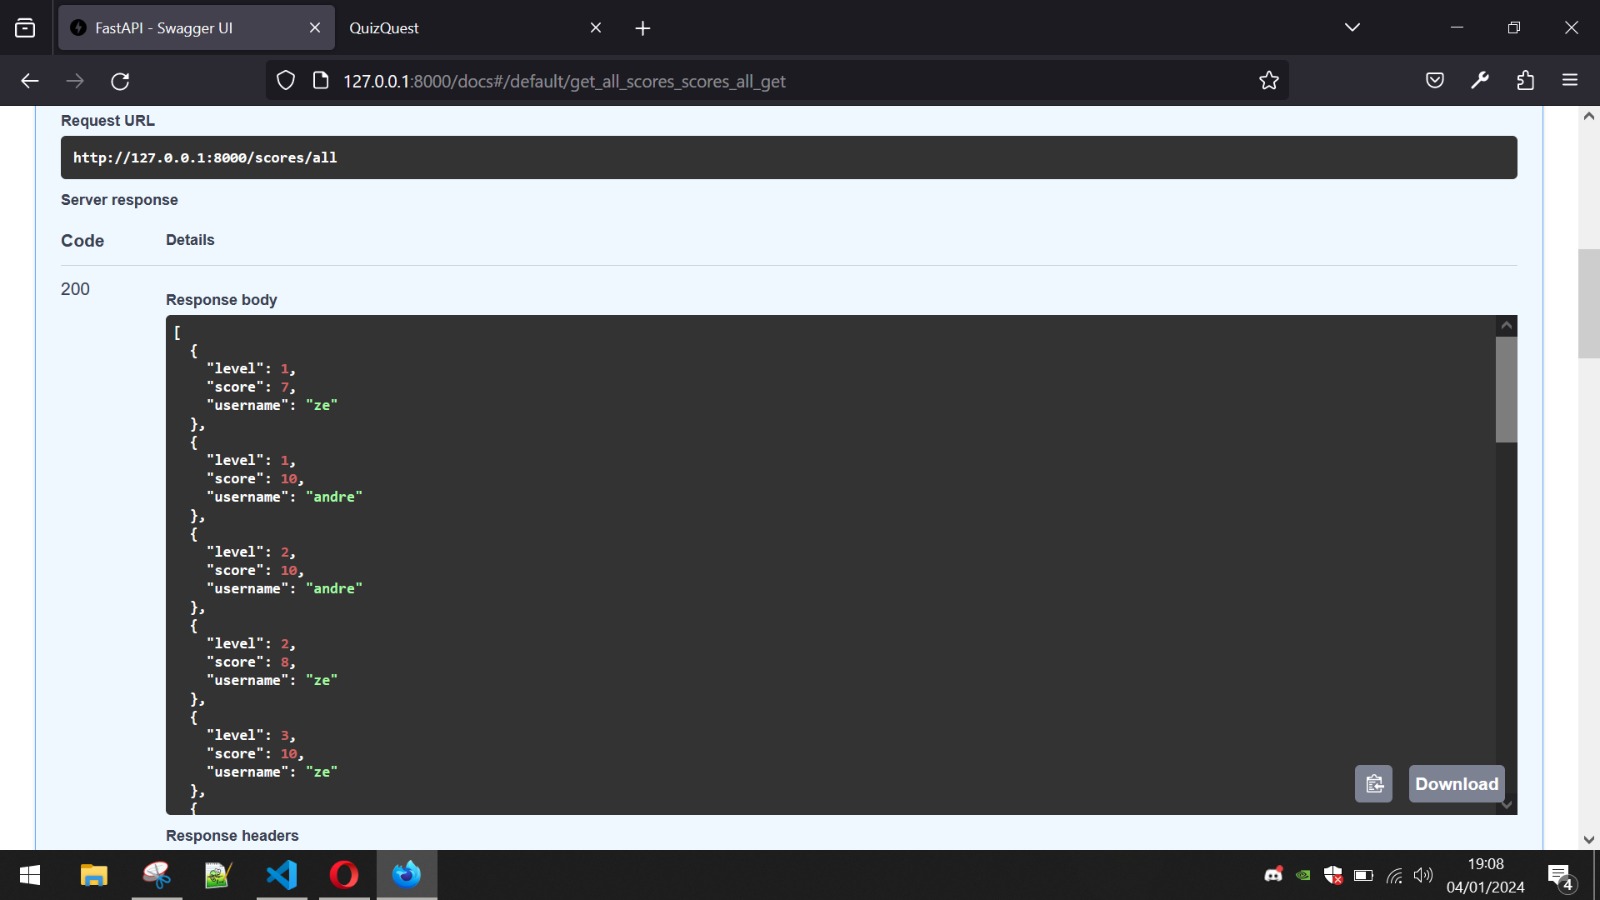 FastAPI - Swagger UI
QuizQuest
127.0.0.1:8000/docs#/default/get_all_scores_scores_all_get
Request URL
http://127.0.0.1:8000/scores/all
Server response
Code
Details
200
Response body
[
{
"level": 1,
"score": 7,
"username": "ze"
},
{
"level": 1,
"score": 10,
"username": "andre"
},
{
"level": 2,
"score": 10,
"username": "andre"
},
{
"level": 2,
"score": 8,
"username": "ze"
},
{
"level": 3,
"score": 10,
"username": "ze"
},
{
Download
Response headers
19:08
04/01/2024
4